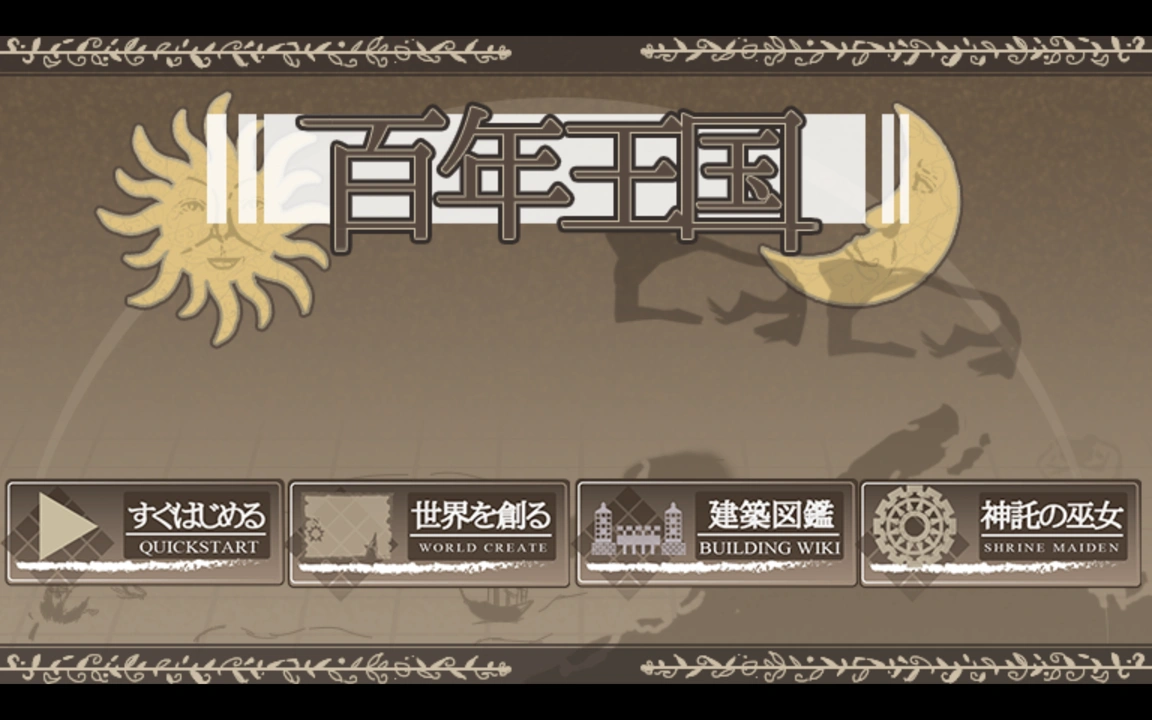 百年王国
すぐはじめる
QUICKSTART
世界を創る
WORLD CREATE
建築図鑑
BUILDING WIKI
神託の巫女
SHRINE MAIDEN